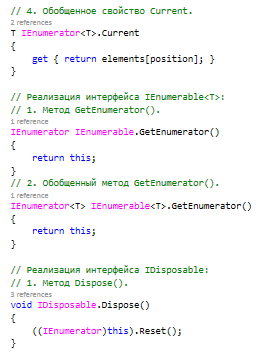 // 4. Обобщенное свойство Current.
2 references
T IEnumerator<T>.Current
{
get { return elements[position]; }
}
// Реализация интерфейса IEnumerable<T>:
// 1. Метод GetEnumerator().
1 reference
IEnumerator IEnumerable.GetEnumerator()
{
return this;
}
// 2. Обобщенный метод GetEnumerator().
1 reference
IEnumerator<T> IEnumerable<T>.GetEnumerator()
{
return this;
}
// Реализация интерфейса IDisposable:
// 1. Метод Dispose().
3 references
void IDisposable.Dispose()
{
((IEnumerator)this).Reset();
}